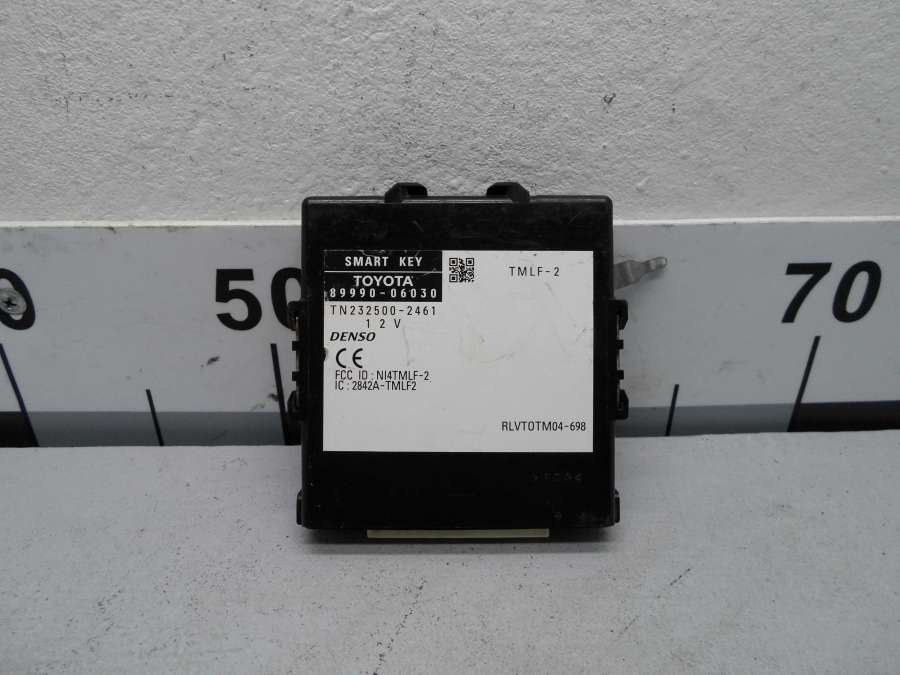 SMART KEY
TOYOTA
89990-06030
TMLF-2
TN232500-2461
12V
DENSO
CE
FCC ID : NI4TMLF-2
IC : 2842A-TMLF2
RLVTOTM04-698
0
50
70